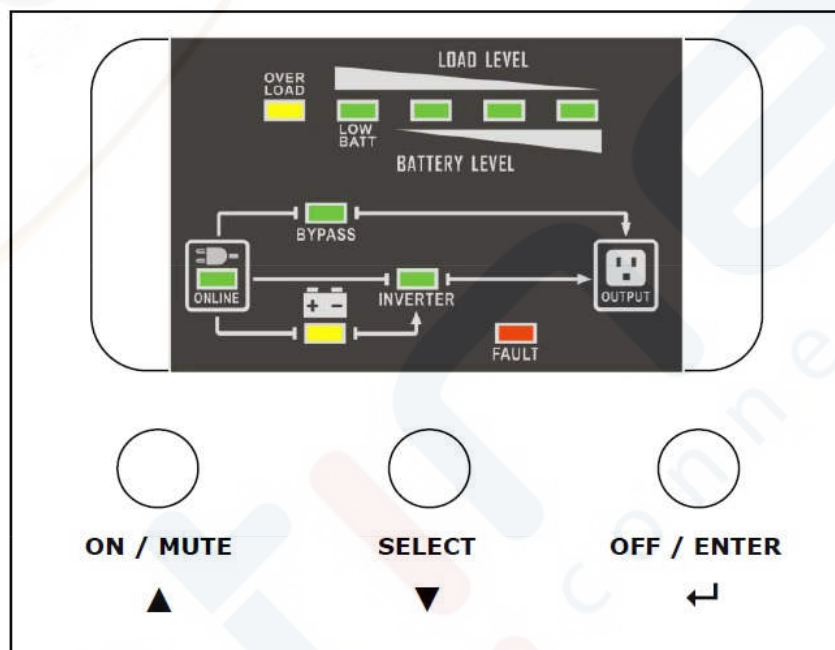 LOAD LEVEL
OVER
LOAD
LOW
BATT
BATTERY LEVEL
BYPASS
ONLINE
+ −
INVERTER
OUTPUT
FAULT
ON / MUTE SELECT OFF / ENTER
▲ ▼ ↵